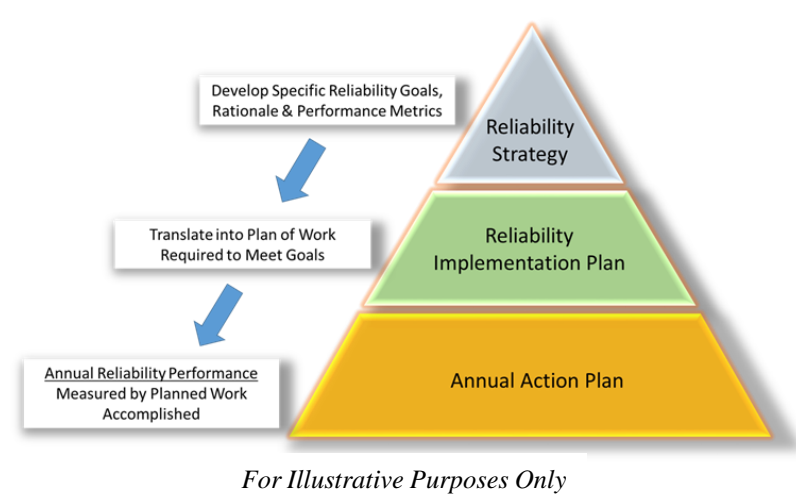 Develop Specific Reliability Goals,
Rationale & Performance Metrics
Reliability
Strategy
Translate into Plan of Work
Required to Meet Goals
Reliability
Implementation Plan
Annual Reliability Performance
Measured by Planned Work
Accomplished
Annual Action Plan
For Illustrative Purposes Only